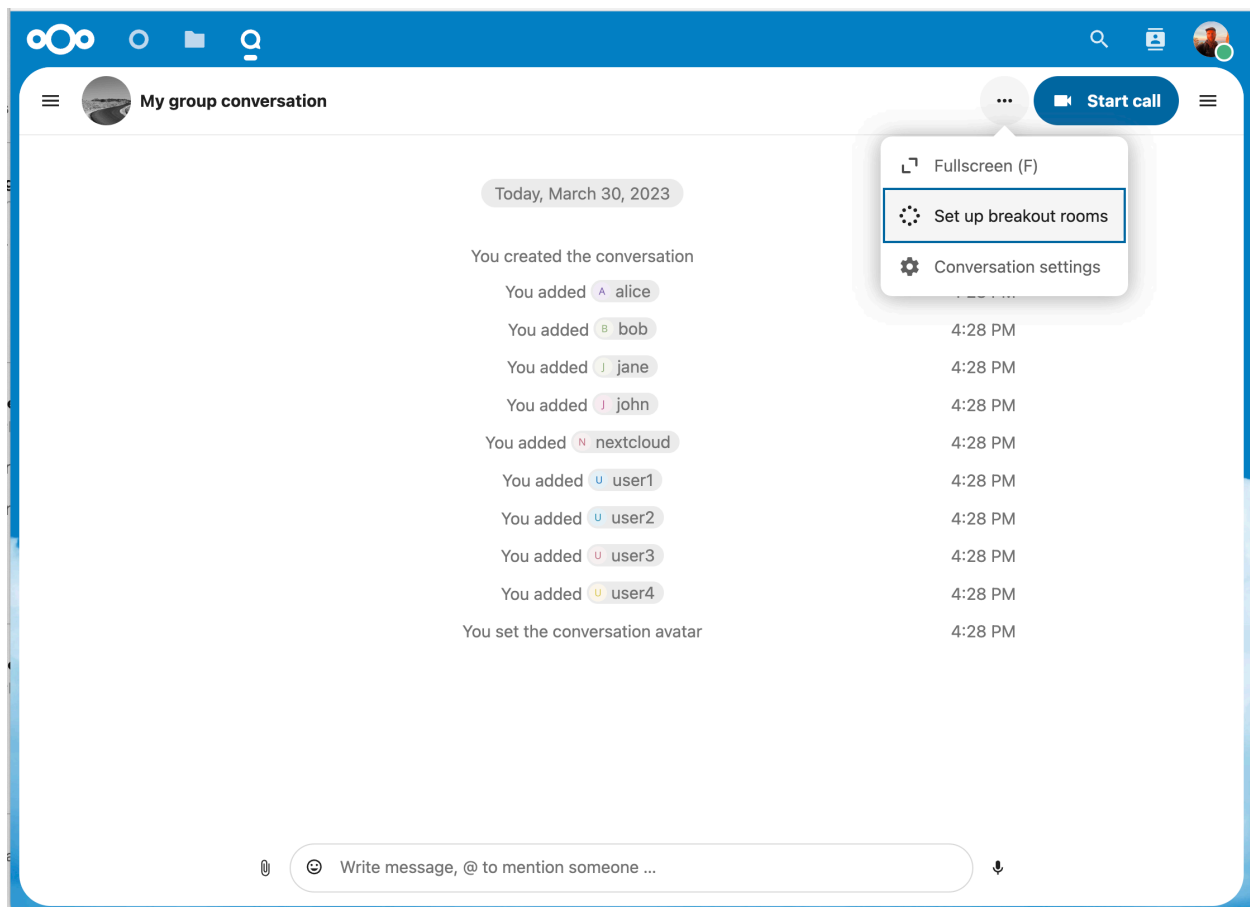 My group conversation
Start call
Fullscreen (F)
Set up breakout rooms
Conversation settings
Today, March 30, 2023
You created the conversation
You added A alice
You added B bob 4:28 PM
You added J jane 4:28 PM
You added J john 4:28 PM
You added N nextcloud 4:28 PM
You added U user1 4:28 PM
You added U user2 4:28 PM
You added U user3 4:28 PM
You added U user4 4:28 PM
You set the conversation avatar 4:28 PM
Write message, @ to mention someone ...